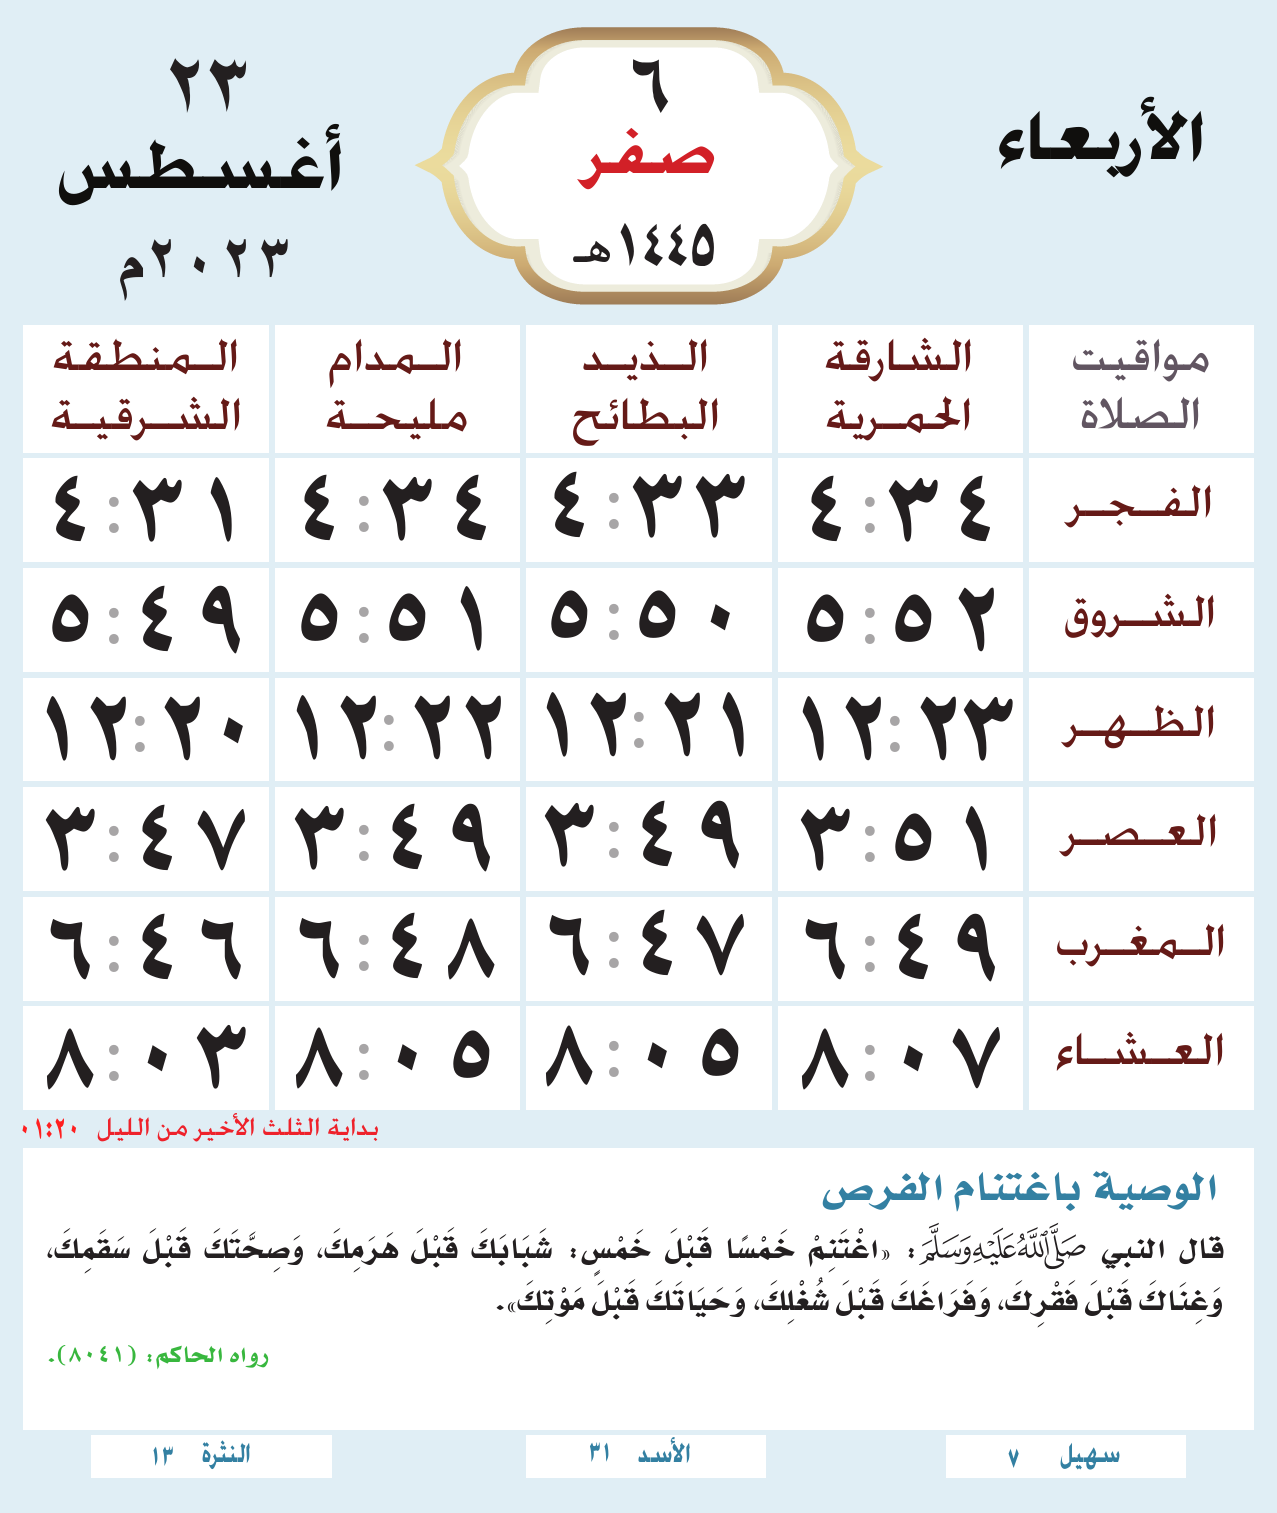 الأربعاء
٦
صفر
١٤٤٥هـ
٢٣
أغسطس
٢٠٢٣م
مواقيت الصلاة | الشارقة الحمرية | الذيد البطائح | المدام مليحة | المنطقة الشرقية
الفجر ٤:٣٤ ٤:٣٣ ٤:٣٤ ٤:٣١
الشروق ٥:٥٢ ٥:٥٠ ٥:٥١ ٥:٤٩
الظهر ١٢:٢٣ ١٢:٢١ ١٢:٢٢ ١٢:٢٠
العصر ٣:٥١ ٣:٤٩ ٣:٤٩ ٣:٤٧
المغرب ٦:٤٩ ٦:٤٧ ٦:٤٨ ٦:٤٦
العشاء ٨:٠٧ ٨:٠٥ ٨:٠٥ ٨:٠٣
بداية الثلث الأخير من الليل ٠١:٢٠
الوصية باغتنام الفرص
قال النبي صَلَّى اللَّهُ عَلَيْهِ وَسَلَّمَ: «اغْتَنِمْ خَمْسًا قَبْلَ خَمْسٍ: شَبَابَكَ قَبْلَ هَرَمِكَ، وَصِحَّتَكَ قَبْلَ سَقَمِكَ،
وَغِنَاكَ قَبْلَ فَقْرِكَ، وَفَرَاغَكَ قَبْلَ شُغْلِكَ، وَحَيَاتَكَ قَبْلَ مَوْتِكَ».
رواه الحاكم: (٨٠٤١).
سهيل ٧
الأسد ٣١
النثرة ١٣